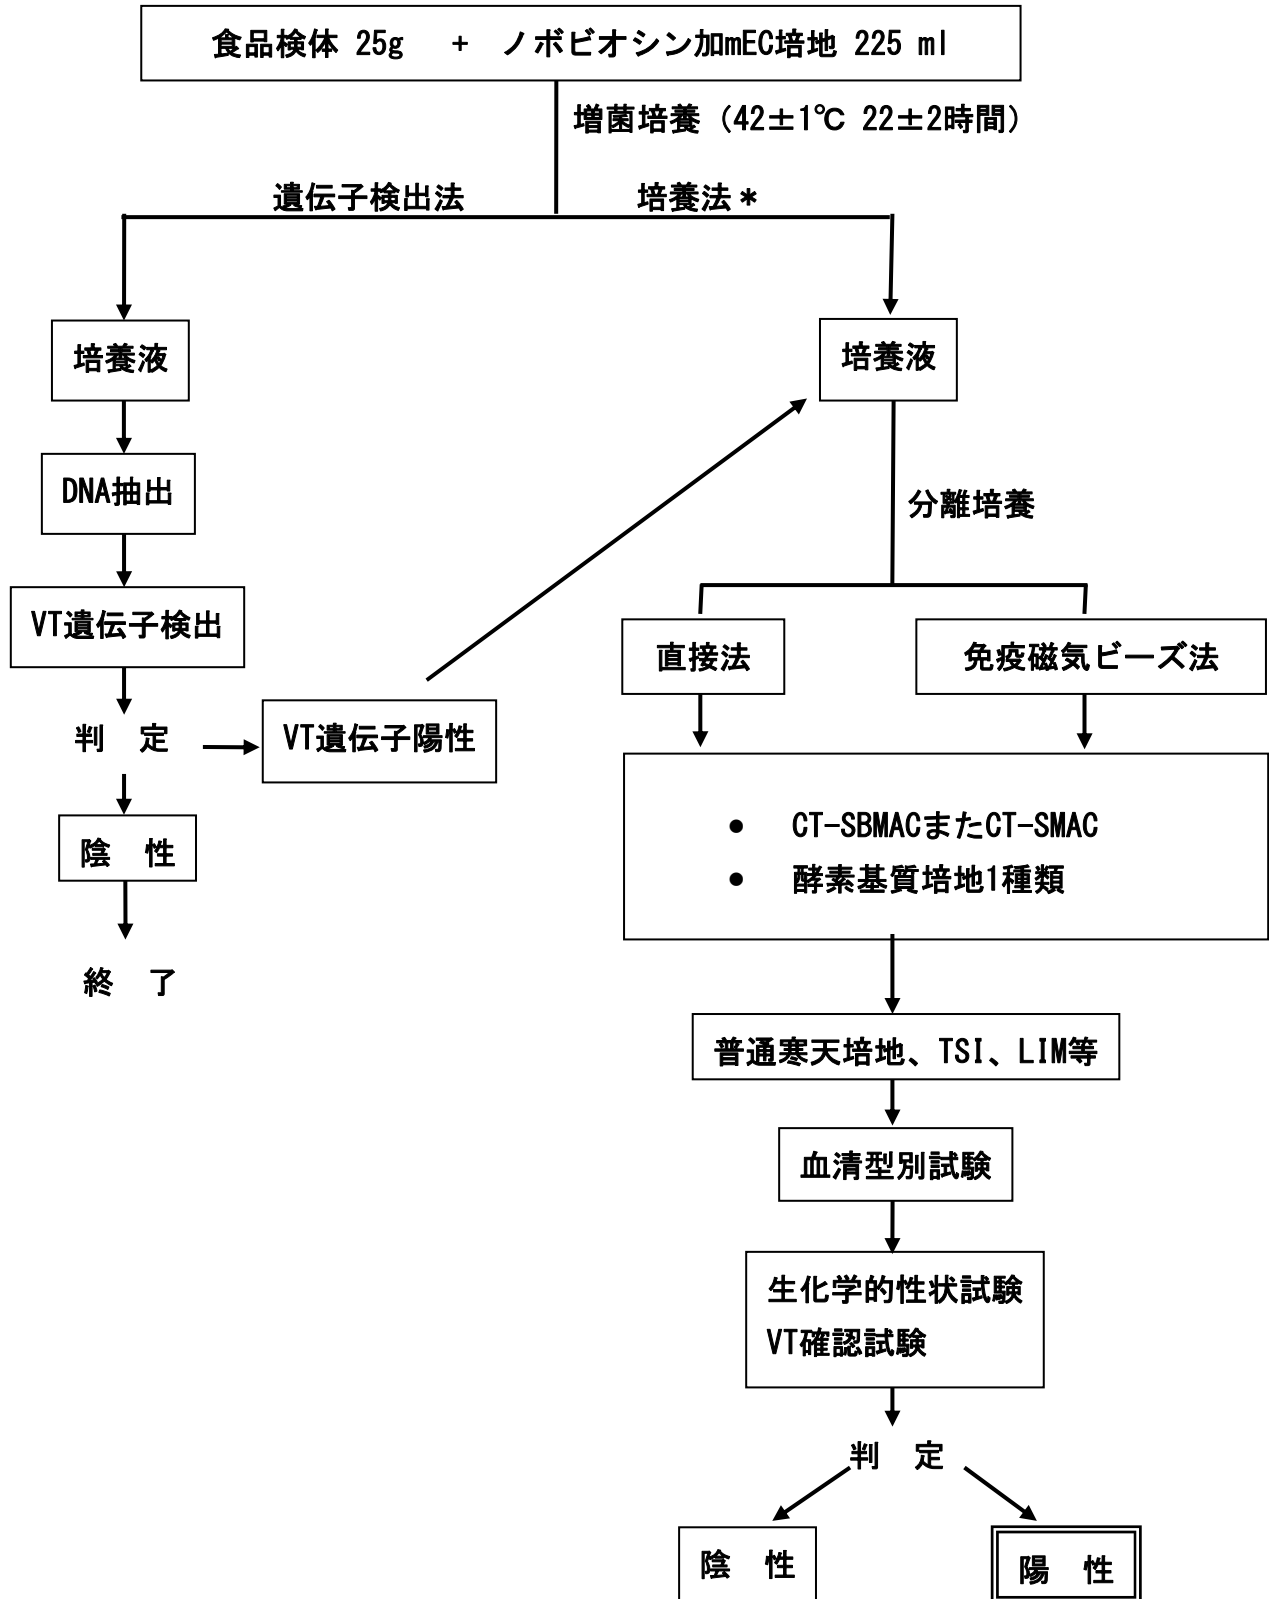 食品検体 25g + ノボビオシン加mEC培地 225 ml
増菌培養（42±1℃ 22±2時間）
遺伝子検出法
培養法＊
培養液
培養液
DNA抽出
分離培養
VT遺伝子検出
直接法
免疫磁気ビーズ法
判 定
VT遺伝子陽性
● CT-SBMACまたCT-SMAC
● 酵素基質培地1種類
陰 性
終 了
普通寒天培地、TSI、LIM等
血清型別試験
生化学的性状試験
VT確認試験
判 定
陰 性
陽 性